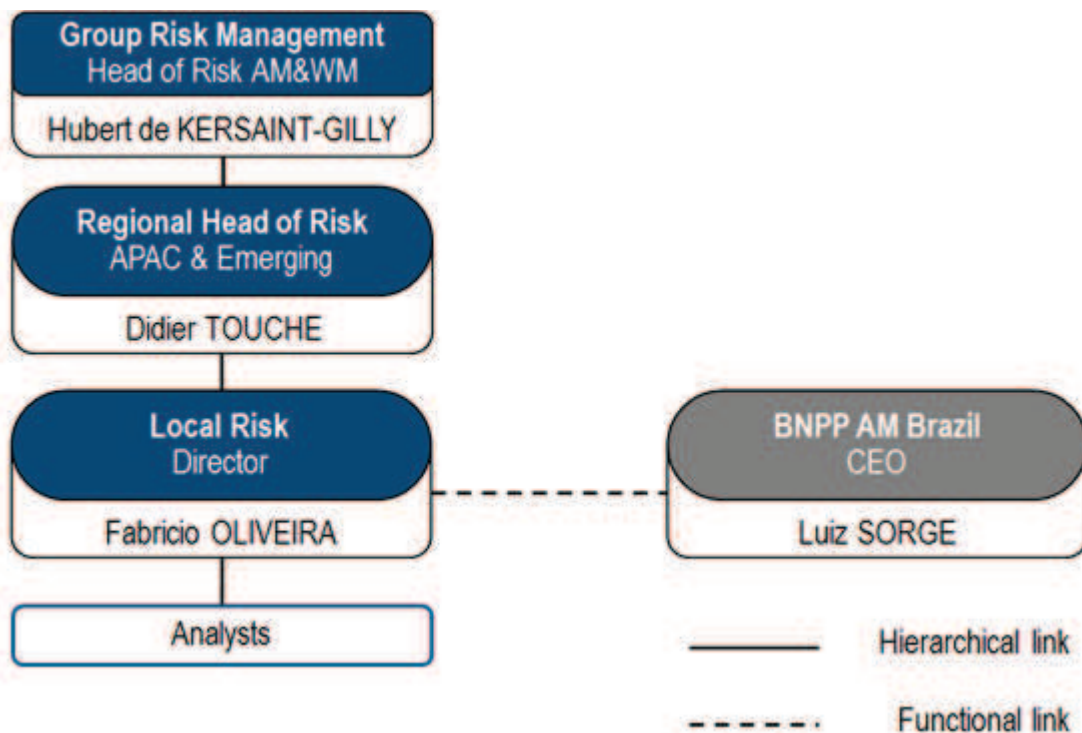 Group Risk Management
Head of Risk AM&WM
Hubert de KERSAINT-GILLY
Regional Head of Risk
APAC & Emerging
Didier TOUCHE
Local Risk
Director
Fabricio OLIVEIRA
Analysts
BNPP AM Brazil
CEO
Luiz SORGE
Hierarchical link
Functional link